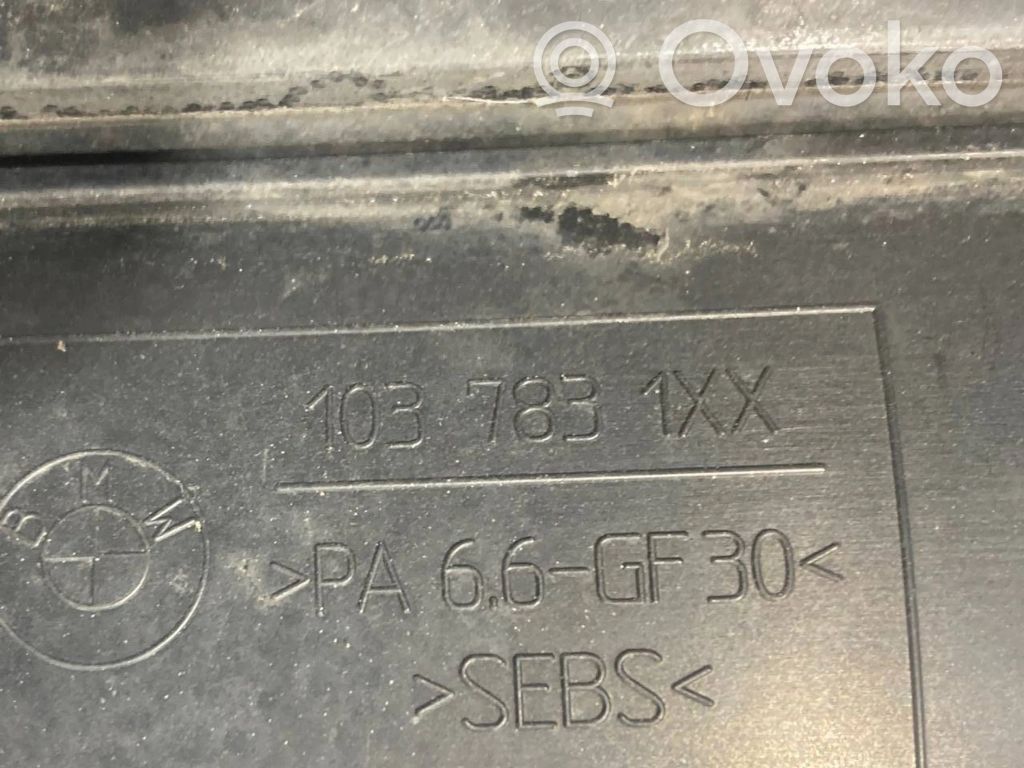 Ovoko
103 783 1XX
BMW
>PA 6.6-GF30<
>SEBS<